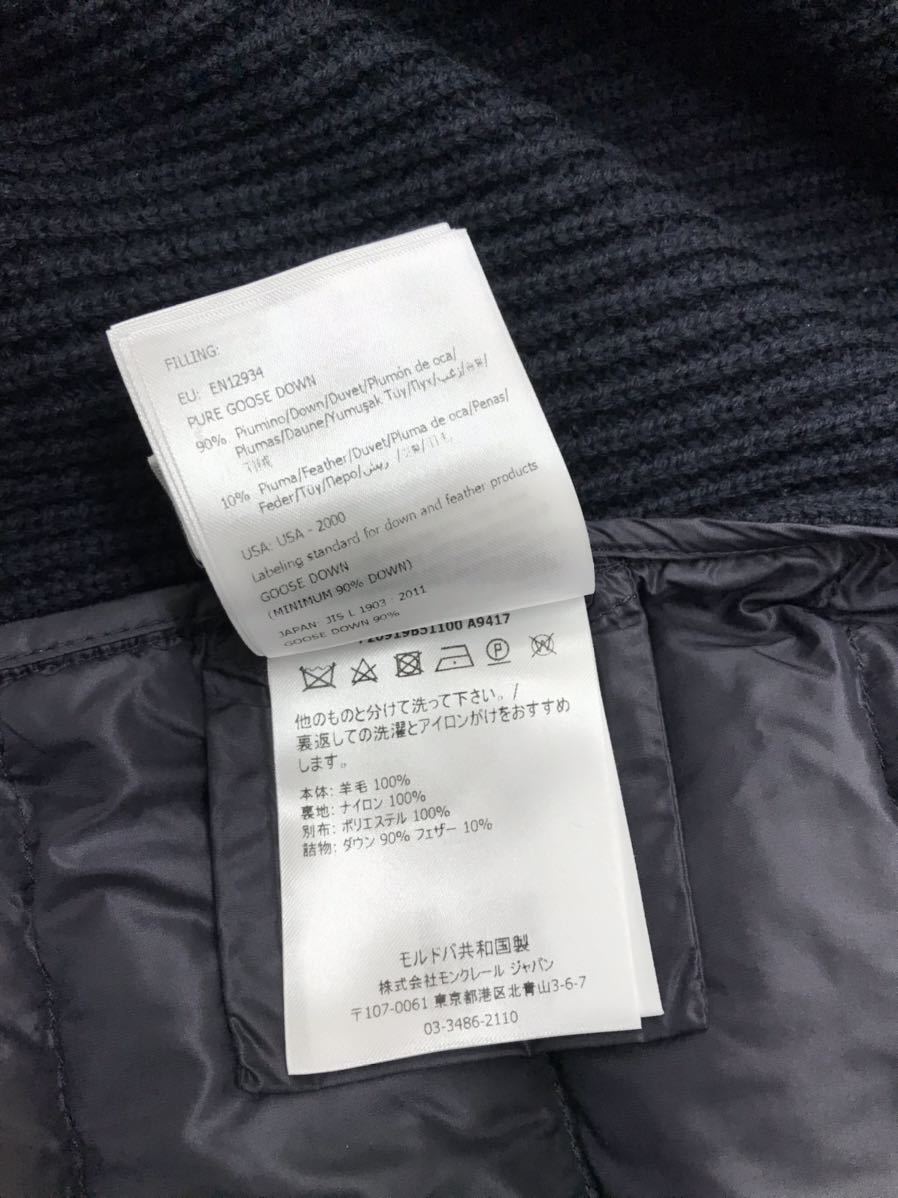 FILLING:
EU: EN12934
PURE GOOSE DOWN
90% Piumino/Down/Duvet/Plumón de oca/
Plumas/Daune/Yumuşak Tüy/Пух/زغب/
10% Piuma/Feather/Duvet/Pluma de oca/Penas/
Feder/Tüy/Перо/ريش/
USA: USA - 2000
Labeling standard for down and feather products
GOOSE DOWN
(MINIMUM 90% DOWN)
JAPAN: JIS L 1903 : 2011
GOOSE DOWN 90%
20919B51100 A9417
他のものと分けて洗って下さい。/
裏返しての洗濯とアイロンがけをおすすめ
します。
本体: 羊毛 100%
裏地: ナイロン 100%
別布: ポリエステル 100%
詰物: ダウン 90% フェザー 10%
モルドバ共和国製
株式会社モンクレール ジャパン
〒107-0061 東京都港区北青山3-6-7
03-3486-2110